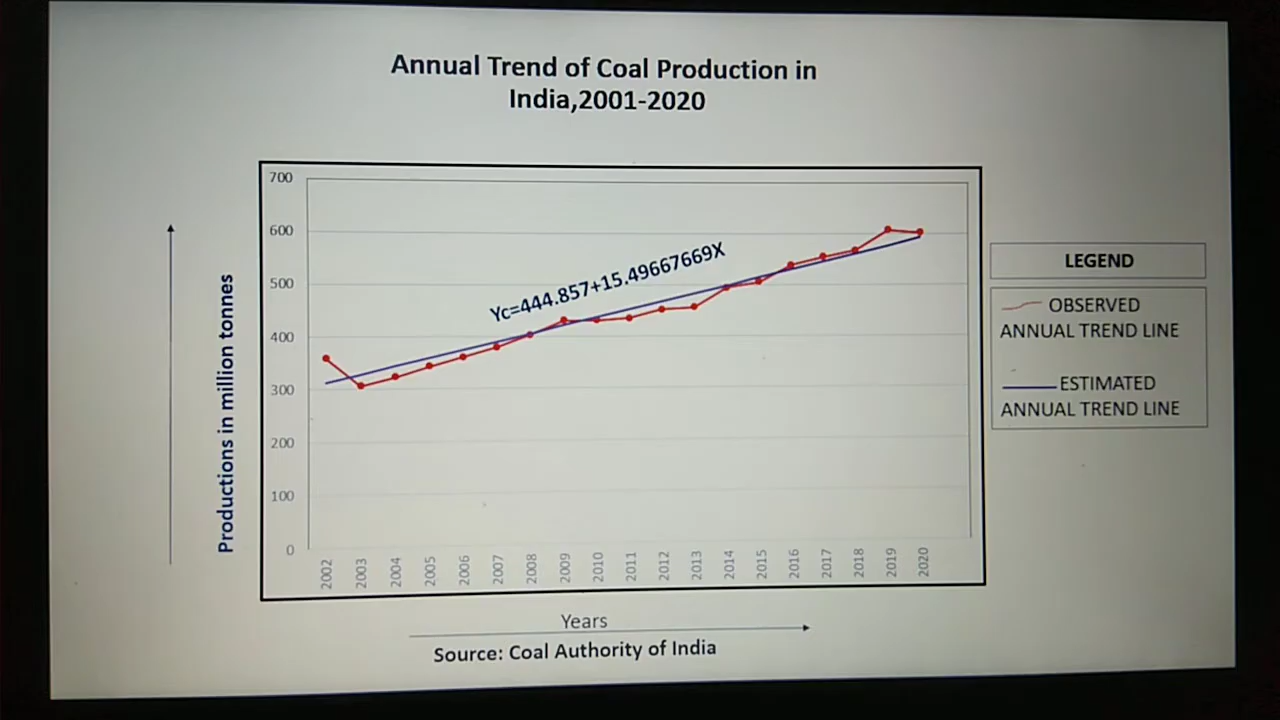 Annual Trend of Coal Production in
India,2001-2020
700
600
500
400
300
200
100
0
Productions in million tonnes
Yc=444.857+15.49667669X
2002
2003
2004
2005
2006
2007
2008
2009
2010
2011
2012
2013
2014
2015
2016
2017
2018
2019
2020
Years
Source: Coal Authority of India
LEGEND
OBSERVED
ANNUAL TREND LINE
ESTIMATED
ANNUAL TREND LINE